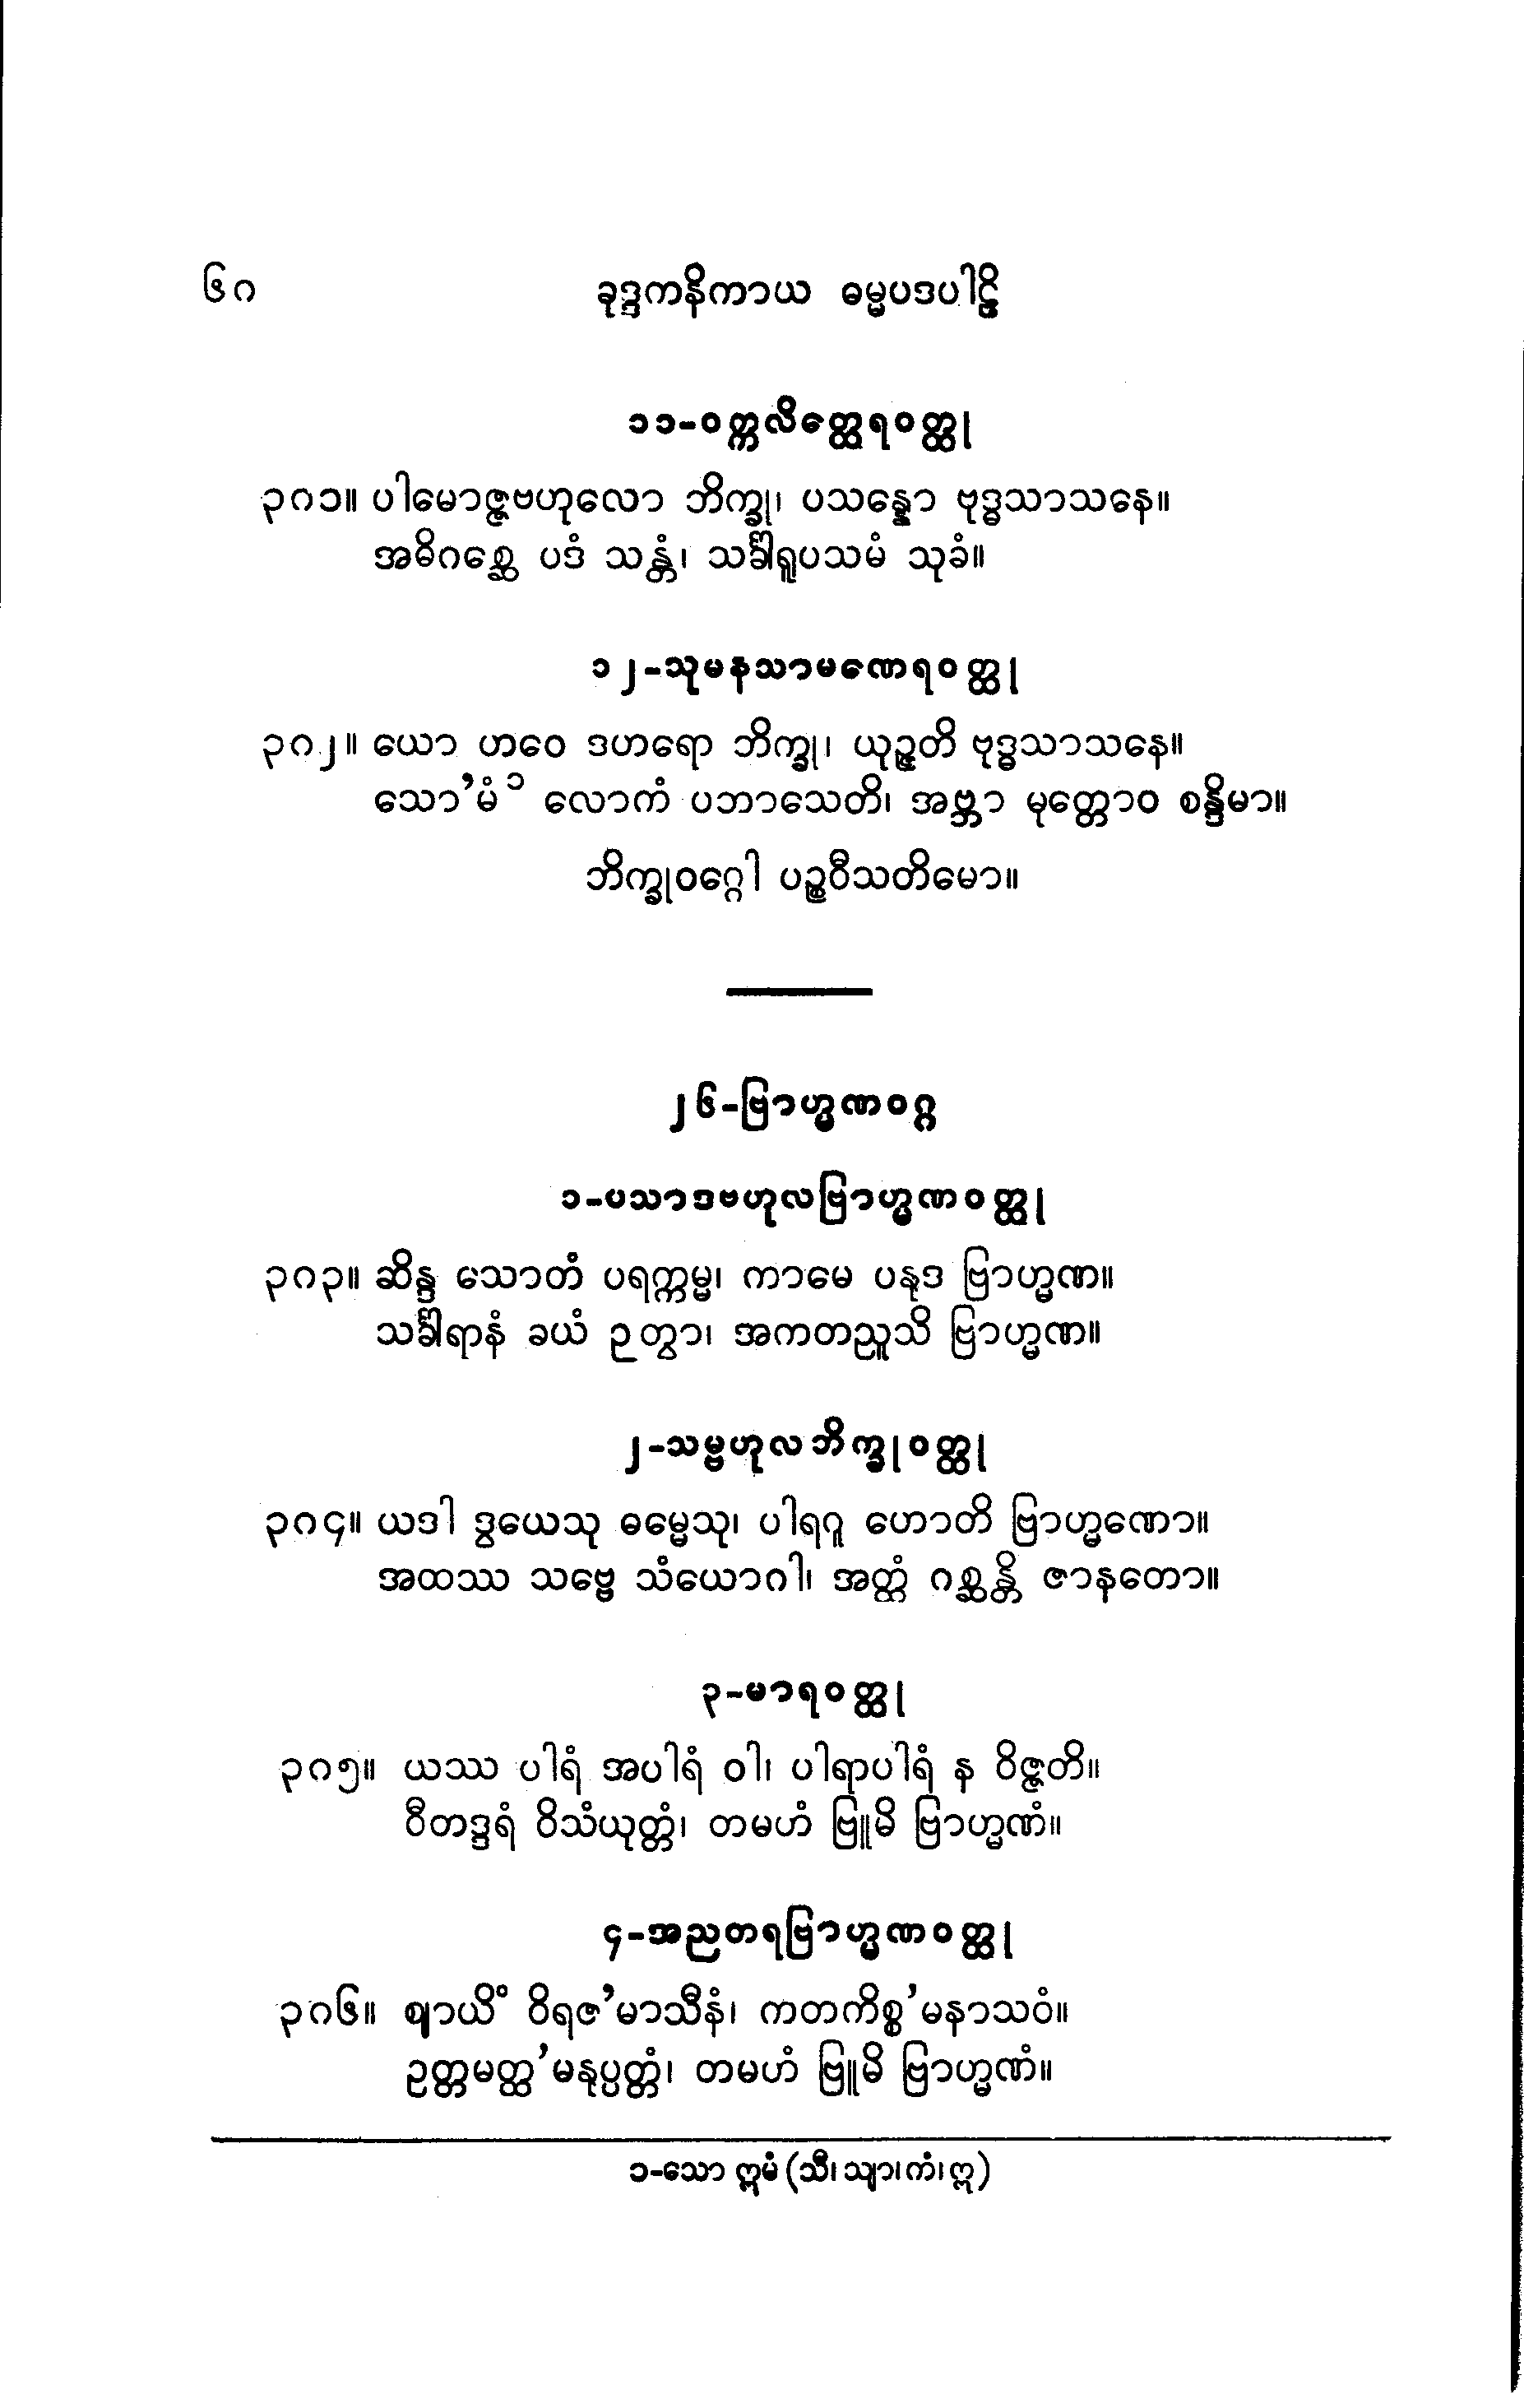 ၆၈ ခုဒ္ဒကနိကာယ ဓမ္မပဒပါဠိ
၁၁-ဝက္ကလိတ္ထေရဝတ္ထု
၃၈၁။ ပါမောဇ္ဇဗဟုလော ဘိက္ခု၊ ပသန္နော ဗုဒ္ဓသာသနေ။
အဓိဂစ္ဆေ ပဒံ သန္တံ၊ သင်္ခါရူပသမံ သုခံ။
၁၂-သုမနသာမဏေရဝတ္ထု
၃၈၂။ ယော ဟဝေ ဒဟရော ဘိက္ခု၊ ယုဉ္ဇတိ ဗုဒ္ဓသာသနေ။
သော’မံ ၁ လောကံ ပဘာသေတိ၊ အဗ္ဘာ မုတ္တောဝ စန္ဒိမာ။
ဘိက္ခုဝဂ္ဂေါ ပဉ္စဝီသတိမော။
၂၆-ဗြာဟ္မဏဝဂ္ဂ
၁-ပသာဒဗဟုလဗြာဟ္မဏဝတ္ထု
၃၈၃။ ဆိန္ဒ သောတံ ပရက္ကမ္မ၊ ကာမေ ပနုဒ ဗြာဟ္မဏ။
သင်္ခါရာနံ ခယံ ဉတွာ၊ အကတညူသိ ဗြာဟ္မဏ။
၂-သမ္ဗဟုလဘိက္ခုဝတ္ထု
၃၈၄။ ယဒါ ဒွယေသု ဓမ္မေသု၊ ပါရဂူ ဟောတိ ဗြာဟ္မဏော။
အထဿ သဗ္ဗေ သံယောဂါ၊ အတ္ထံ ဂစ္ဆန္တိ ဇာနတော။
၃-မာရဝတ္ထု
၃၈၅။ ယဿ ပါရံ အပါရံ ဝါ၊ ပါရာပါရံ န ဝိဇ္ဇတိ။
ဝီတဒ္ဒရံ ဝိသံယုတ္တံ၊ တမဟံ ဗြူမိ ဗြာဟ္မဏံ။
၄-အညတရဗြာဟ္မဏဝတ္ထု
၃၈၆။ ဈာယိံ ဝိရဇ’မာသီနံ၊ ကတကိစ္စ’မနာသဝံ။
ဥတ္တမတ္ထ’မနုပ္ပတ္တံ၊ တမဟံ ဗြူမိ ဗြာဟ္မဏံ။
၁-သော ဣမံ (သီ၊ သျာ၊ ကံ၊ ဣ)